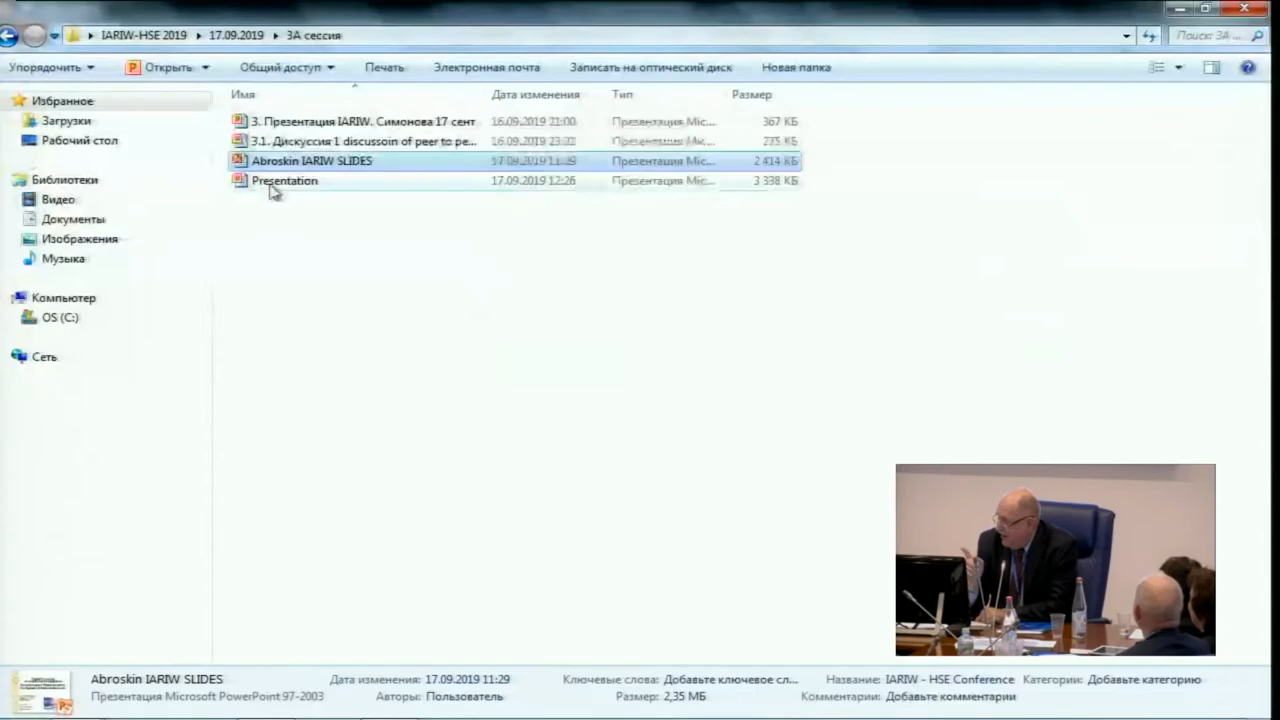 IARIW-HSE 2019 ▸ 17.09.2019 ▸ 3А сессия
Поиск: 3А ...
Упорядочить Открыть Общий доступ Печать Электронная почта Записать на оптический диск Новая папка
Имя Дата изменения Тип Размер
Избранное
Загрузки
Рабочий стол
Библиотеки
Видео
Документы
Изображения
Музыка
Компьютер
OS (C:)
Сеть
3. Презентация IARIW. Симонова 17 сент 16.09.2019 21:00 Презентация Mic... 367 КБ
3.1. Дискуссия 1 discussoin of peer to pe... 16.09.2019 Презентация Mic... КБ
Abroskin IARIW SLIDES 17.09.2019 11:29 Презентация Mic... 2 414 КБ
Presentation 17.09.2019 12:26 Презентация Mic... 3 338 КБ
Abroskin IARIW SLIDES Дата изменения: 17.09.2019 11:29 Ключевые слова: Добавьте ключевое сл... Название: IARIW - HSE Conference Категории: Добавьте категорию
Презентация Microsoft PowerPoint 97-2003 Авторы: Пользователь Размер: 2,35 МБ Комментарии: Добавьте комментарии